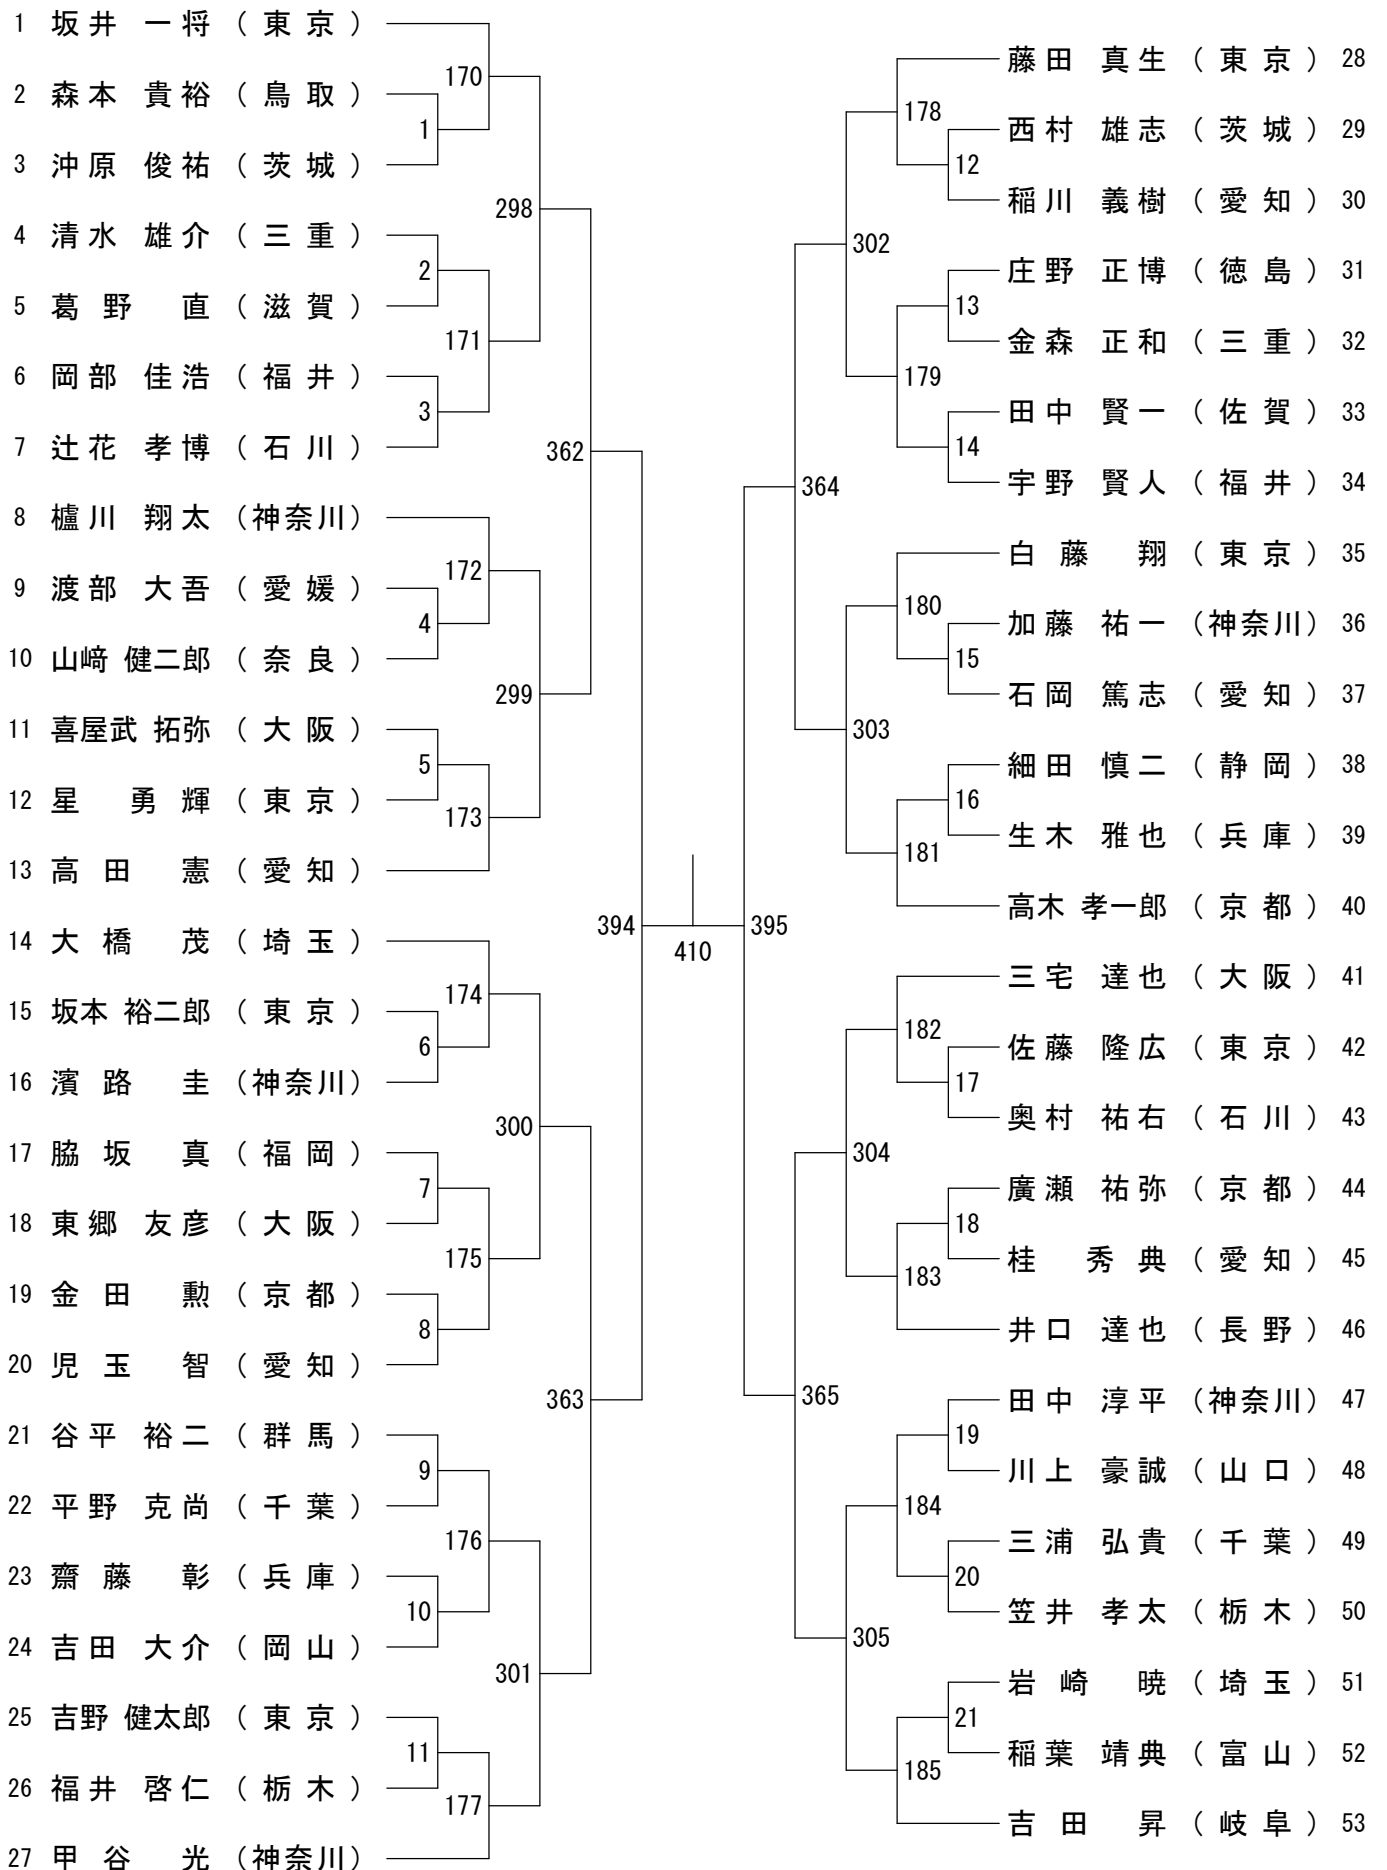 1 坂井 一将 (東京)
2 森本 貴裕 (鳥取)
3 沖原 俊祐 (茨城)
4 清水 雄介 (三重)
5 葛野 直 (滋賀)
6 岡部 佳浩 (福井)
7 辻花 孝博 (石川)
8 櫨川 翔太 (神奈川)
9 渡部 大吾 (愛媛)
10 山﨑 健二郎 (奈良)
11 喜屋武 拓弥 (大阪)
12 星 勇輝 (東京)
13 高田 憲 (愛知)
14 大橋 茂 (埼玉)
15 坂本 裕二郎 (東京)
16 濱路 圭 (神奈川)
17 脇坂 真 (福岡)
18 東郷 友彦 (大阪)
19 金田 勲 (京都)
20 児玉 智 (愛知)
21 谷平 裕二 (群馬)
22 平野 克尚 (千葉)
23 齋藤 彰 (兵庫)
24 吉田 大介 (岡山)
25 吉野 健太郎 (東京)
26 福井 啓仁 (栃木)
27 甲谷 光 (神奈川)
1
2
3
4
5
6
7
8
9
10
11
170
171
172
173
174
175
176
177
298
299
300
301
362
363
394
410
395
364
365
302
303
304
305
178
179
180
181
182
183
184
185
12
13
14
15
16
17
18
19
20
21
藤田 真生 (東京) 28
西村 雄志 (茨城) 29
稲川 義樹 (愛知) 30
庄野 正博 (徳島) 31
金森 正和 (三重) 32
田中 賢一 (佐賀) 33
宇野 賢人 (福井) 34
白藤 翔 (東京) 35
加藤 祐一 (神奈川) 36
石岡 篤志 (愛知) 37
細田 慎二 (静岡) 38
生木 雅也 (兵庫) 39
高木 孝一郎 (京都) 40
三宅 達也 (大阪) 41
佐藤 隆広 (東京) 42
奥村 祐右 (石川) 43
廣瀬 祐弥 (京都) 44
桂 秀典 (愛知) 45
井口 達也 (長野) 46
田中 淳平 (神奈川) 47
川上 豪誠 (山口) 48
三浦 弘貴 (千葉) 49
笠井 孝太 (栃木) 50
岩崎 暁 (埼玉) 51
稲葉 靖典 (富山) 52
吉田 昇 (岐阜) 53